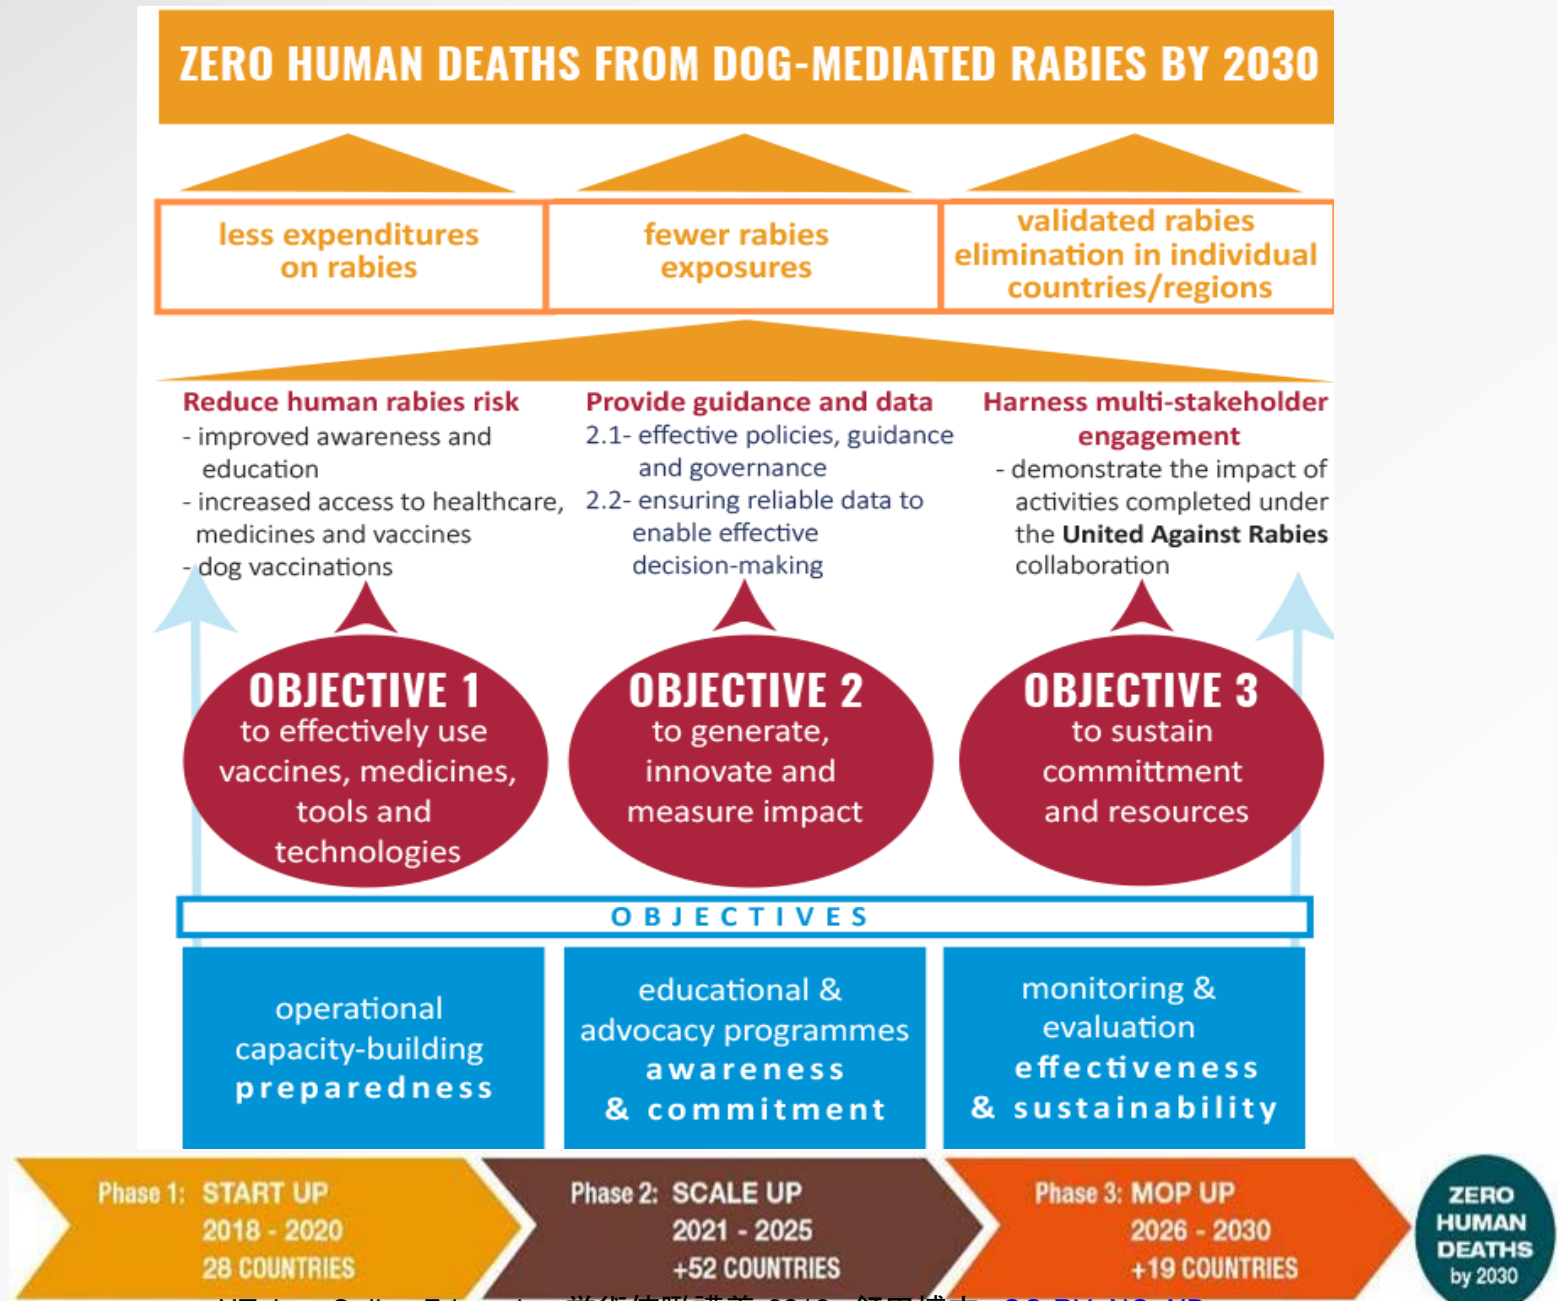 ZERO HUMAN DEATHS FROM DOG-MEDIATED RABIES BY 2030
less expenditures
on rabies
fewer rabies
exposures
validated rabies
elimination in individual
countries/regions
Reduce human rabies risk
- improved awareness and
education
- increased access to healthcare,
medicines and vaccines
- dog vaccinations
Provide guidance and data
2.1- effective policies, guidance
and governance
2.2- ensuring reliable data to
enable effective
decision-making
Harness multi-stakeholder
engagement
- demonstrate the impact of
activities completed under
the United Against Rabies
collaboration
OBJECTIVE 1
to effectively use
vaccines, medicines,
tools and
technologies
OBJECTIVE 2
to generate,
innovate and
measure impact
OBJECTIVE 3
to sustain
committment
and resources
OBJECTIVES
operational
capacity-building
preparedness
educational &
advocacy programmes
awareness
& commitment
monitoring &
evaluation
effectiveness
& sustainability
Phase 1: START UP
2018 - 2020
28 COUNTRIES
Phase 2: SCALE UP
2021 - 2025
+52 COUNTRIES
Phase 3: MOP UP
2026 - 2030
+19 COUNTRIES
ZERO
HUMAN
DEATHS
by 2030